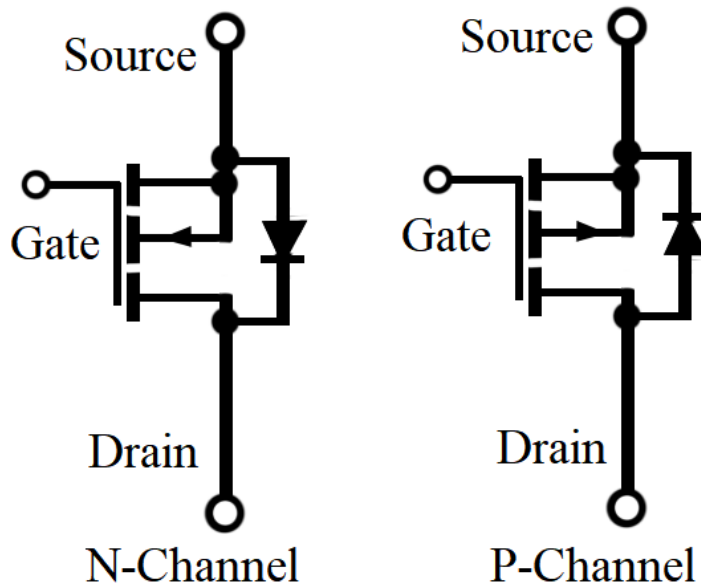 Source
Gate
Drain
N-Channel
Source
Gate
Drain
P-Channel